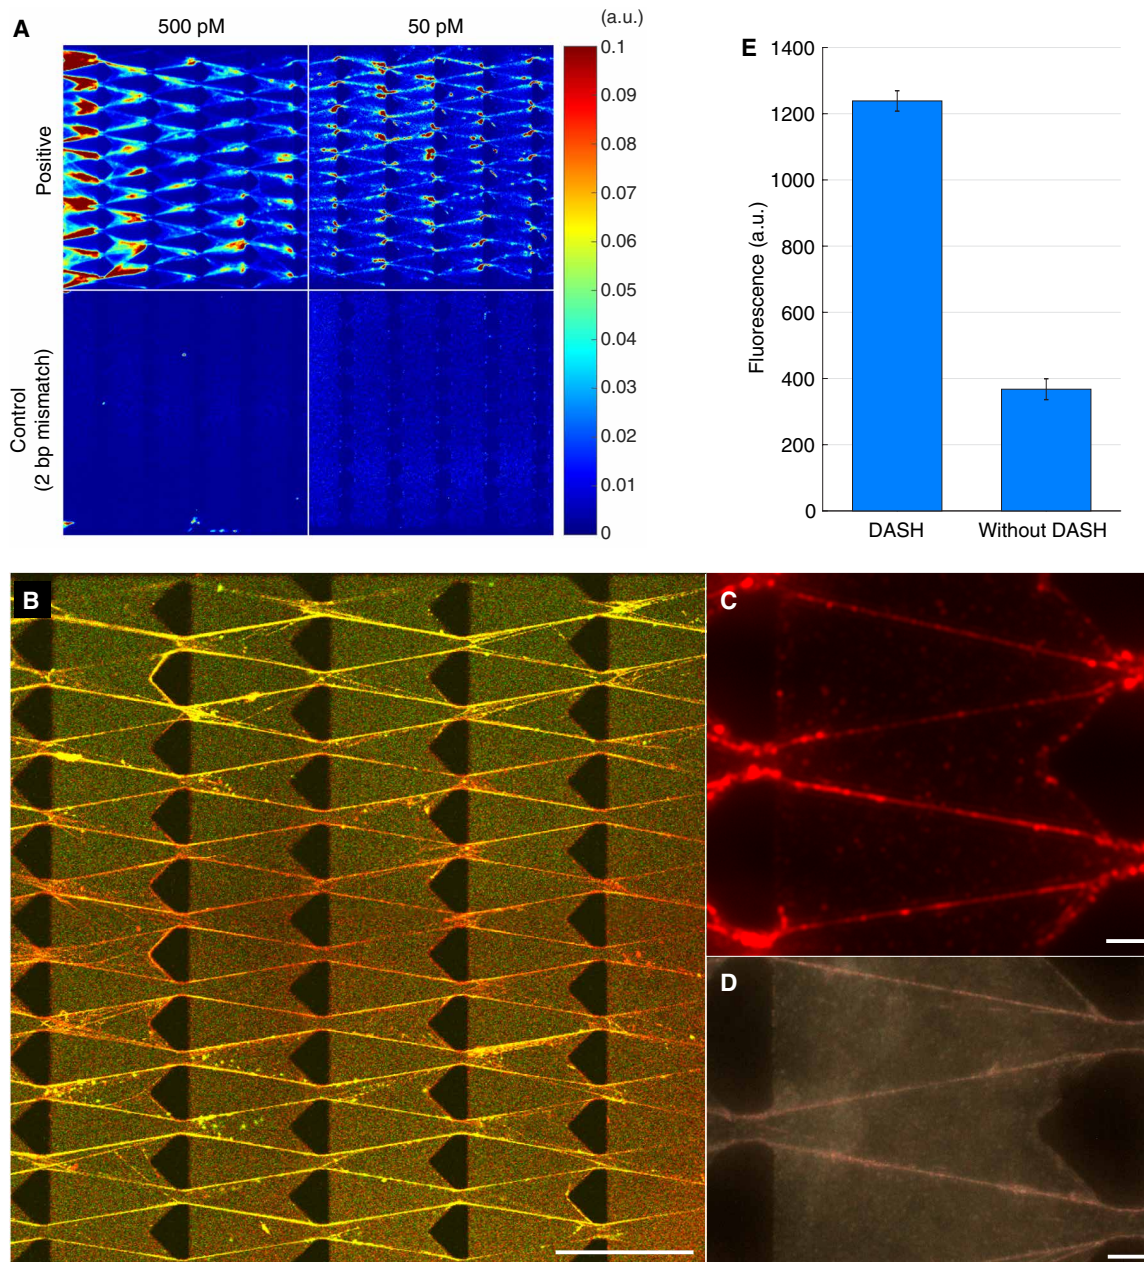 A
500 pM
50 pM
(a.u.)
Positive
Control
(2 bp mismatch)
0.1
0.09
0.08
0.07
0.06
0.05
0.04
0.03
0.02
0.01
0
E
Fluorescence (a.u.)
1400
1200
1000
800
600
400
200
0
DASH
Without DASH
B
C
D